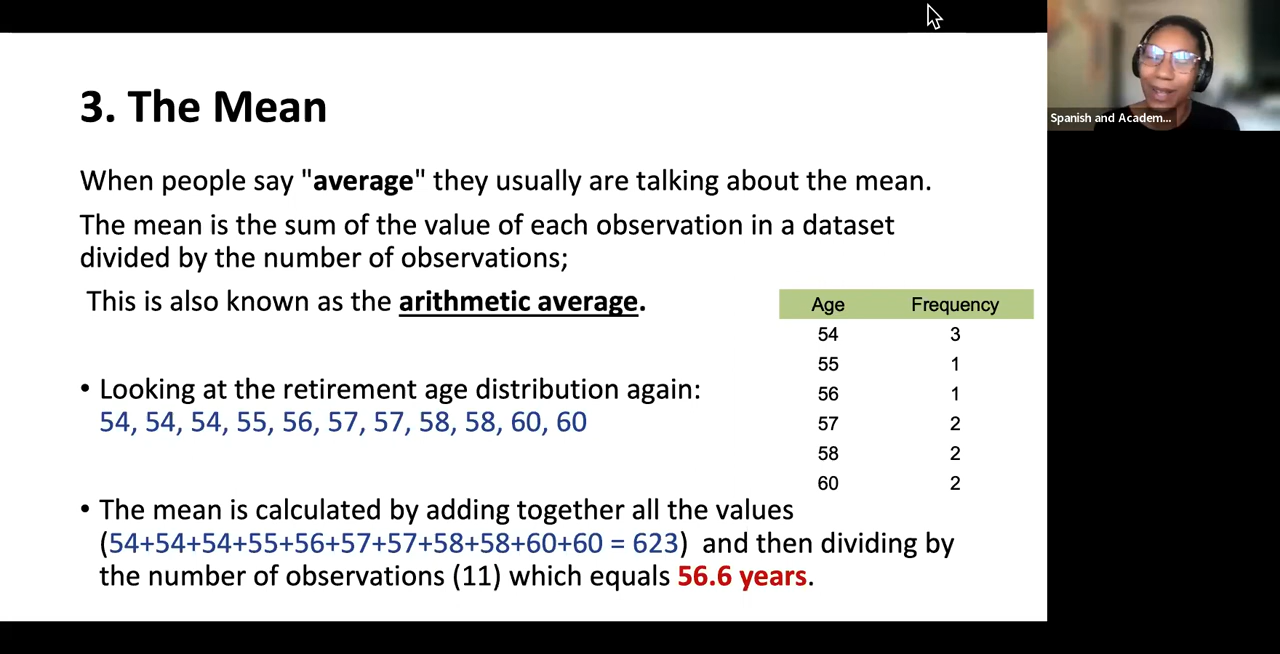 3. The Mean
When people say "average" they usually are talking about the mean.
The mean is the sum of the value of each observation in a dataset
divided by the number of observations;
This is also known as the arithmetic average.
• Looking at the retirement age distribution again:
54, 54, 54, 55, 56, 57, 57, 58, 58, 60, 60
Age Frequency
54 3
55 1
56 1
57 2
58 2
60 2
• The mean is calculated by adding together all the values
(54+54+54+55+56+57+57+58+58+60+60 = 623) and then dividing by
the number of observations (11) which equals 56.6 years.
Spanish and Academ...